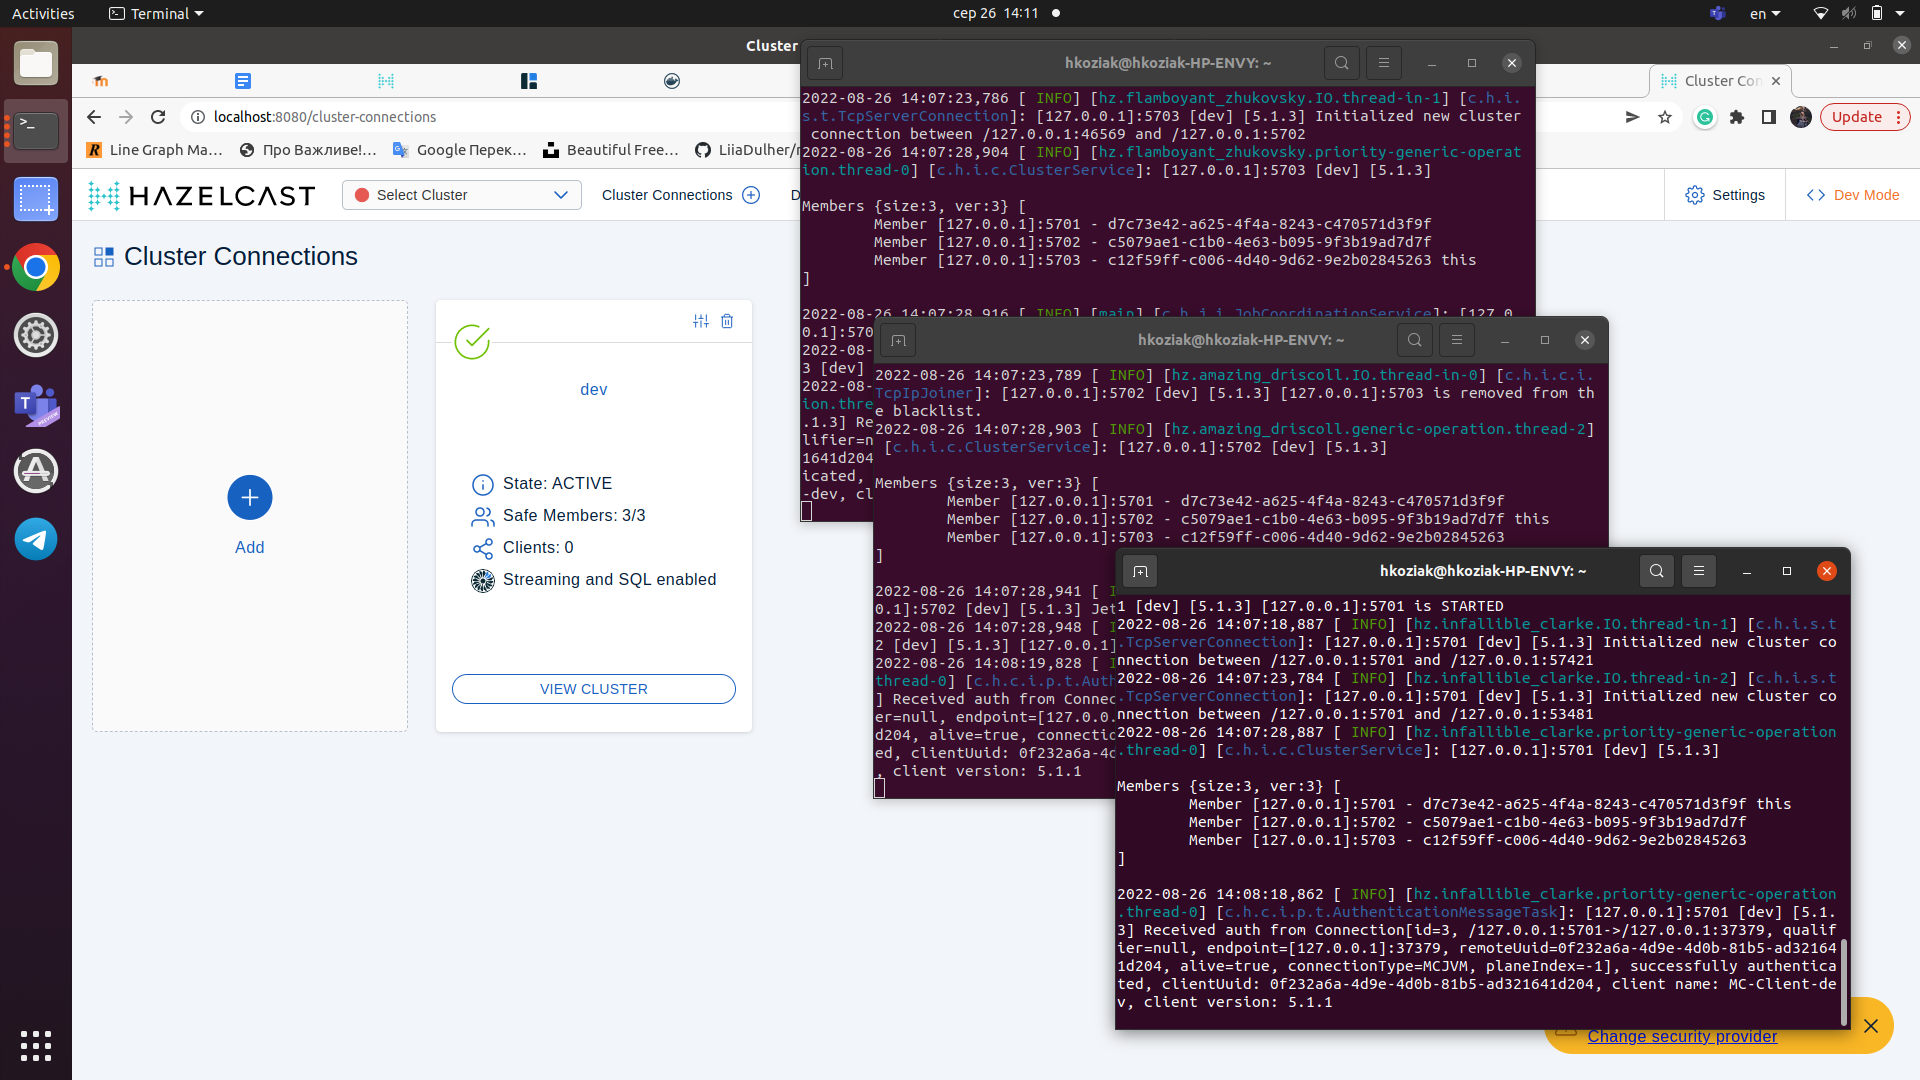 Activities
Terminal
сер 26 14:11
en
Cluster
Cluster Con
localhost:8080/cluster-connections
Update
Line Graph Ma...
Про Важливе!...
Google Перек...
Beautiful Free...
LiiaDulher/
HAZELCAST
Select Cluster
Cluster Connections
D
Settings
Dev Mode
Cluster Connections
Add
dev
State: ACTIVE
Safe Members: 3/3
Clients: 0
Streaming and SQL enabled
VIEW CLUSTER
hkoziak@hkoziak-HP-ENVY: ~
2022-08-26 14:07:23,786 [ INFO] [hz.flamboyant_zhukovsky.IO.thread-in-1] [c.h.i.
s.t.TcpServerConnection]: [127.0.0.1]:5703 [dev] [5.1.3] Initialized new cluster
connection between /127.0.0.1:46569 and /127.0.0.1:5702
2022-08-26 14:07:28,904 [ INFO] [hz.flamboyant_zhukovsky.priority-generic-operat
ion.thread-0] [c.h.i.c.ClusterService]: [127.0.0.1]:5703 [dev] [5.1.3]
Members {size:3, ver:3} [
Member [127.0.0.1]:5701 - d7c73e42-a625-4f4a-8243-c470571d3f9f
Member [127.0.0.1]:5702 - c5079ae1-c1b0-4e63-b095-9f3b19ad7d7f
Member [127.0.0.1]:5703 - c12f59ff-c006-4d40-9d62-9e2b02845263 this
]
2022-08-26 14:07:28,916 [ INFO] [main] [c.h.i.i.JobCoordinationService]: [127.0.
0.1]:570
2022-08-
3 [dev]
2022-08-
ion.thre
.1.3] Re
lifier=n
1641d204
icated,
-dev, cl
hkoziak@hkoziak-HP-ENVY: ~
2022-08-26 14:07:23,789 [ INFO] [hz.amazing_driscoll.IO.thread-in-0] [c.h.i.c.i.
TcpIpJoiner]: [127.0.0.1]:5702 [dev] [5.1.3] [127.0.0.1]:5703 is removed from th
e blacklist.
2022-08-26 14:07:28,903 [ INFO] [hz.amazing_driscoll.generic-operation.thread-2]
[c.h.i.c.ClusterService]: [127.0.0.1]:5702 [dev] [5.1.3]
Members {size:3, ver:3} [
Member [127.0.0.1]:5701 - d7c73e42-a625-4f4a-8243-c470571d3f9f
Member [127.0.0.1]:5702 - c5079ae1-c1b0-4e63-b095-9f3b19ad7d7f this
Member [127.0.0.1]:5703 - c12f59ff-c006-4d40-9d62-9e2b02845263
]
2022-08-26 14:07:28,941 [ I
0.1]:5702 [dev] [5.1.3] Jet
2022-08-26 14:07:28,948 [ I
2 [dev] [5.1.3] [127.0.0.1]
2022-08-26 14:08:19,828 [ I
thread-0] [c.h.c.i.p.t.Aut
] Received auth from Connec
er=null, endpoint=[127.0.0.
d204, alive=true, connectio
ed, clientUuid: 0f232a6a-4d
, client version: 5.1.1
hkoziak@hkoziak-HP-ENVY: ~
1 [dev] [5.1.3] [127.0.0.1]:5701 is STARTED
2022-08-26 14:07:18,887 [ INFO] [hz.infallible_clarke.IO.thread-in-1] [c.h.i.s.t
.TcpServerConnection]: [127.0.0.1]:5701 [dev] [5.1.3] Initialized new cluster co
nnection between /127.0.0.1:5701 and /127.0.0.1:57421
2022-08-26 14:07:23,784 [ INFO] [hz.infallible_clarke.IO.thread-in-2] [c.h.i.s.t
.TcpServerConnection]: [127.0.0.1]:5701 [dev] [5.1.3] Initialized new cluster co
nnection between /127.0.0.1:5701 and /127.0.0.1:53481
2022-08-26 14:07:28,887 [ INFO] [hz.infallible_clarke.priority-generic-operation
.thread-0] [c.h.i.c.ClusterService]: [127.0.0.1]:5701 [dev] [5.1.3]
Members {size:3, ver:3} [
Member [127.0.0.1]:5701 - d7c73e42-a625-4f4a-8243-c470571d3f9f this
Member [127.0.0.1]:5702 - c5079ae1-c1b0-4e63-b095-9f3b19ad7d7f
Member [127.0.0.1]:5703 - c12f59ff-c006-4d40-9d62-9e2b02845263
]
2022-08-26 14:08:18,862 [ INFO] [hz.infallible_clarke.priority-generic-operation
.thread-0] [c.h.c.i.p.t.AuthenticationMessageTask]: [127.0.0.1]:5701 [dev] [5.1.
3] Received auth from Connection[id=3, /127.0.0.1:5701->/127.0.0.1:37379, qualif
ier=null, endpoint=[127.0.0.1]:37379, remoteUuid=0f232a6a-4d9e-4d0b-81b5-ad32164
1d204, alive=true, connectionType=MCJVM, planeIndex=-1], successfully authentica
ted, clientUuid: 0f232a6a-4d9e-4d0b-81b5-ad321641d204, client name: MC-Client-de
v, client version: 5.1.1
Change security provider